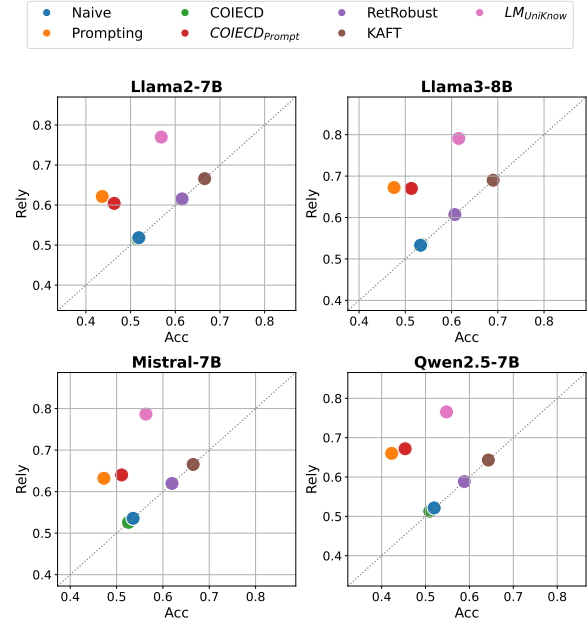 Naive COIECD RetRobust LM_UniKnow
Prompting COIECD_Prompt KAFT
Llama2-7B
0.8
0.7
0.6
0.5
0.4
Rely
0.4 0.5 0.6 0.7 0.8
Acc
Llama3-8B
0.8
0.7
0.6
0.5
0.4
Rely
0.4 0.5 0.6 0.7 0.8
Acc
Mistral-7B
0.8
0.7
0.6
0.5
0.4
Rely
0.4 0.5 0.6 0.7 0.8
Acc
Qwen2.5-7B
0.8
0.7
0.6
0.5
0.4
Rely
0.4 0.5 0.6 0.7 0.8
Acc